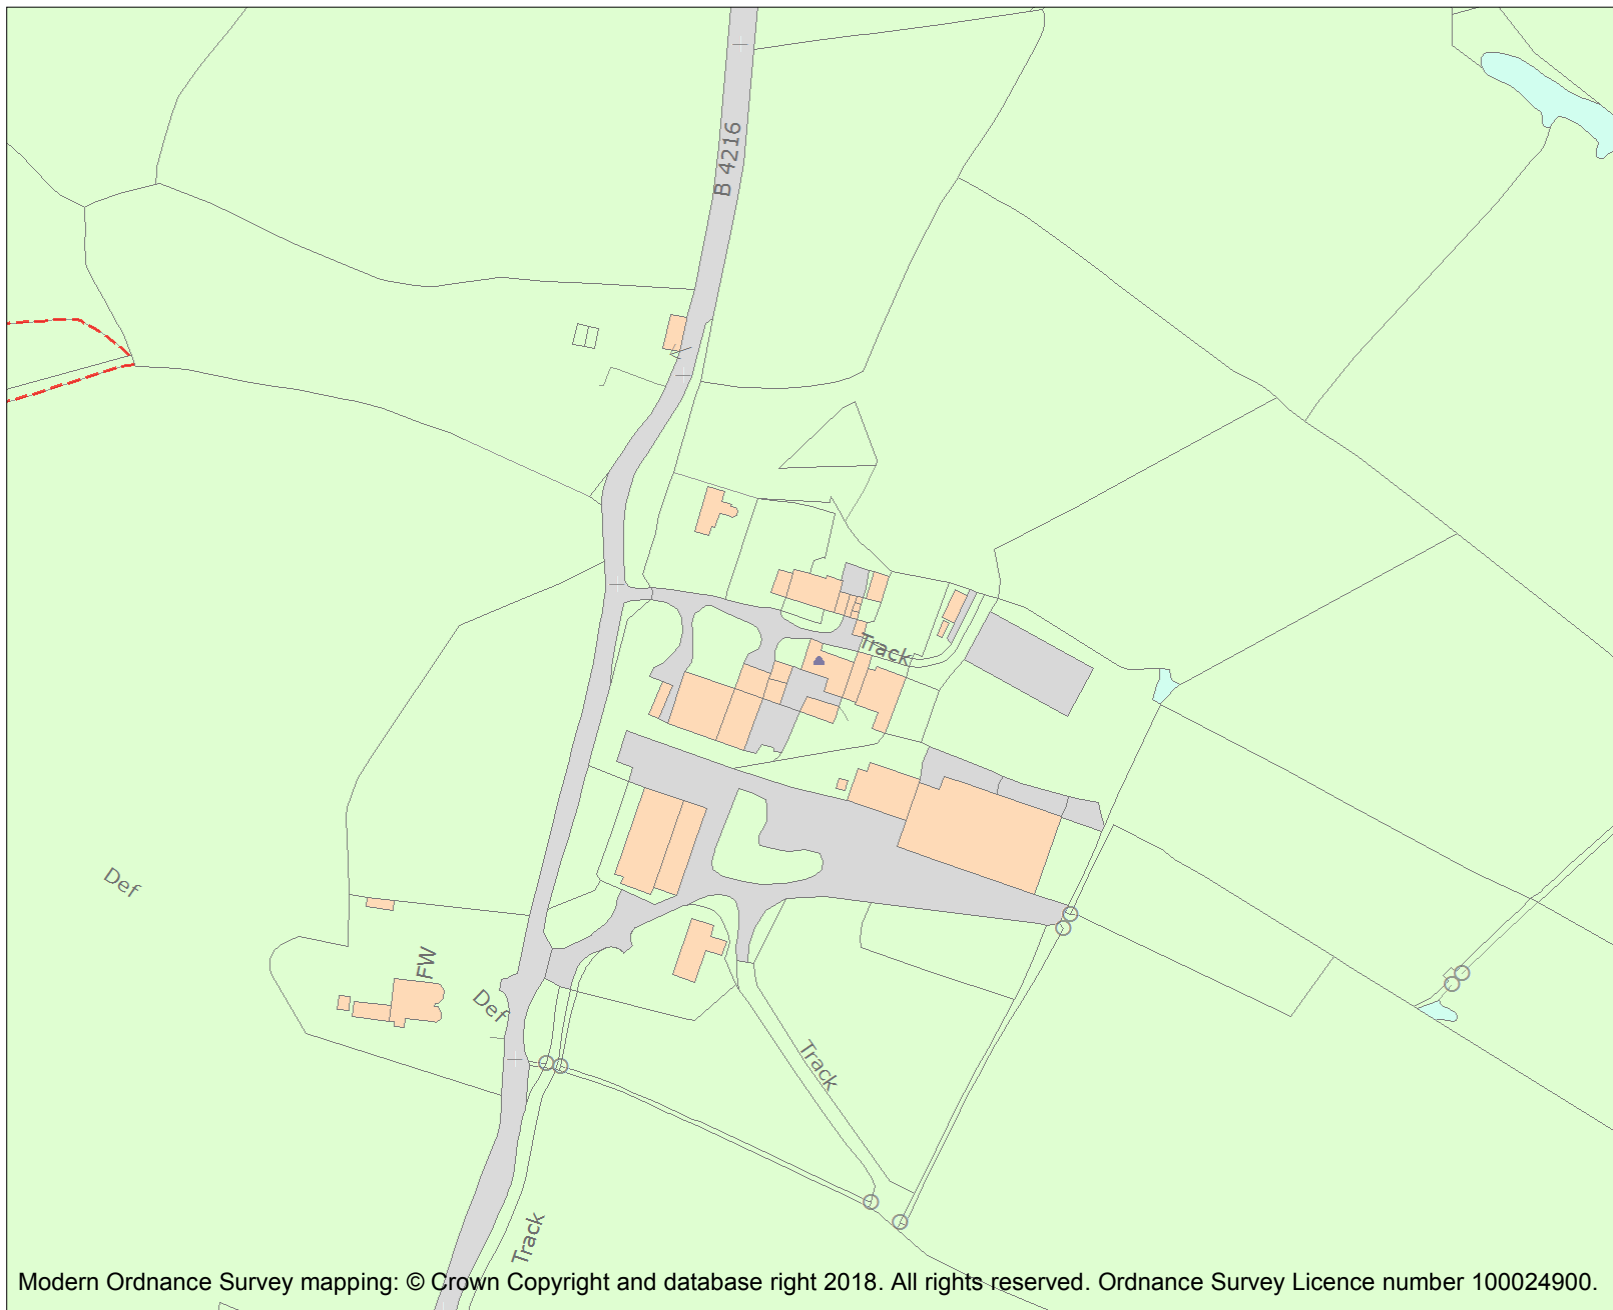 B 4216
Track
Def
FW
Def
Track
Track
Modern Ordnance Survey mapping: © Crown Copyright and database right 2018. All rights reserved. Ordnance Survey Licence number 100024900.